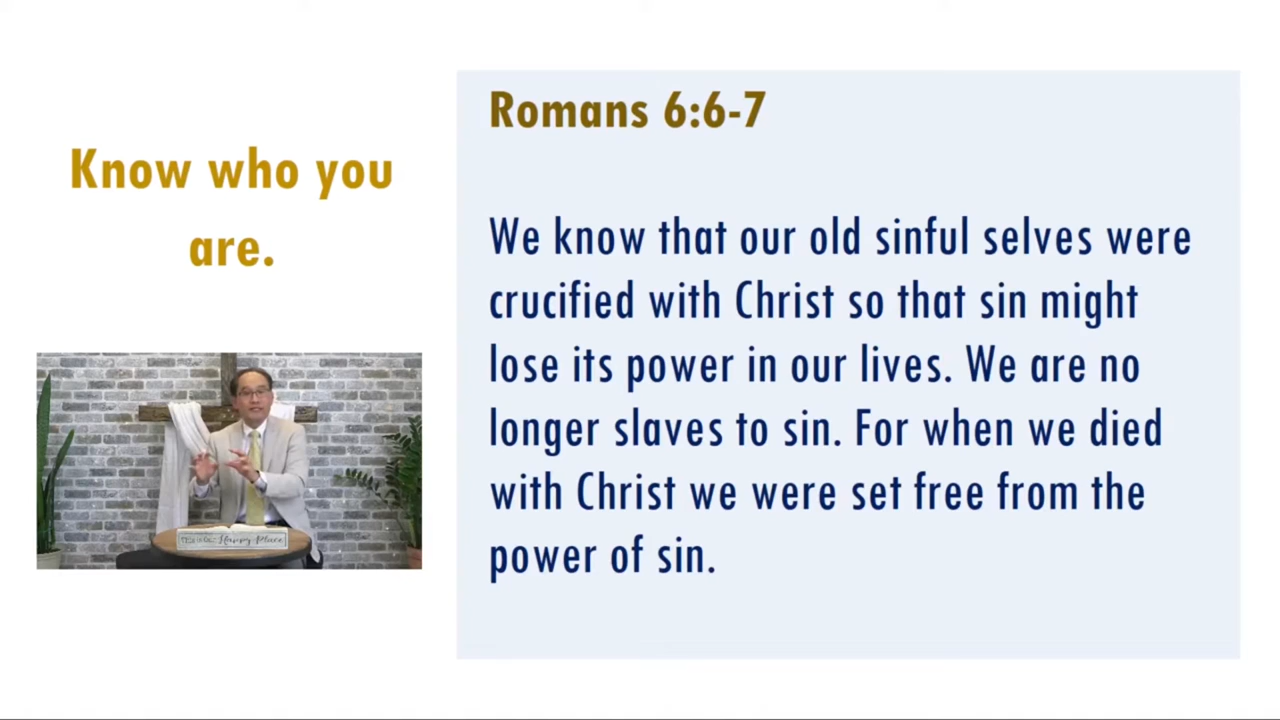 Know who you
are.
Romans 6:6-7
We know that our old sinful selves were
crucified with Christ so that sin might
lose its power in our lives. We are no
longer slaves to sin. For when we died
with Christ we were set free from the
power of sin.
Happy Place